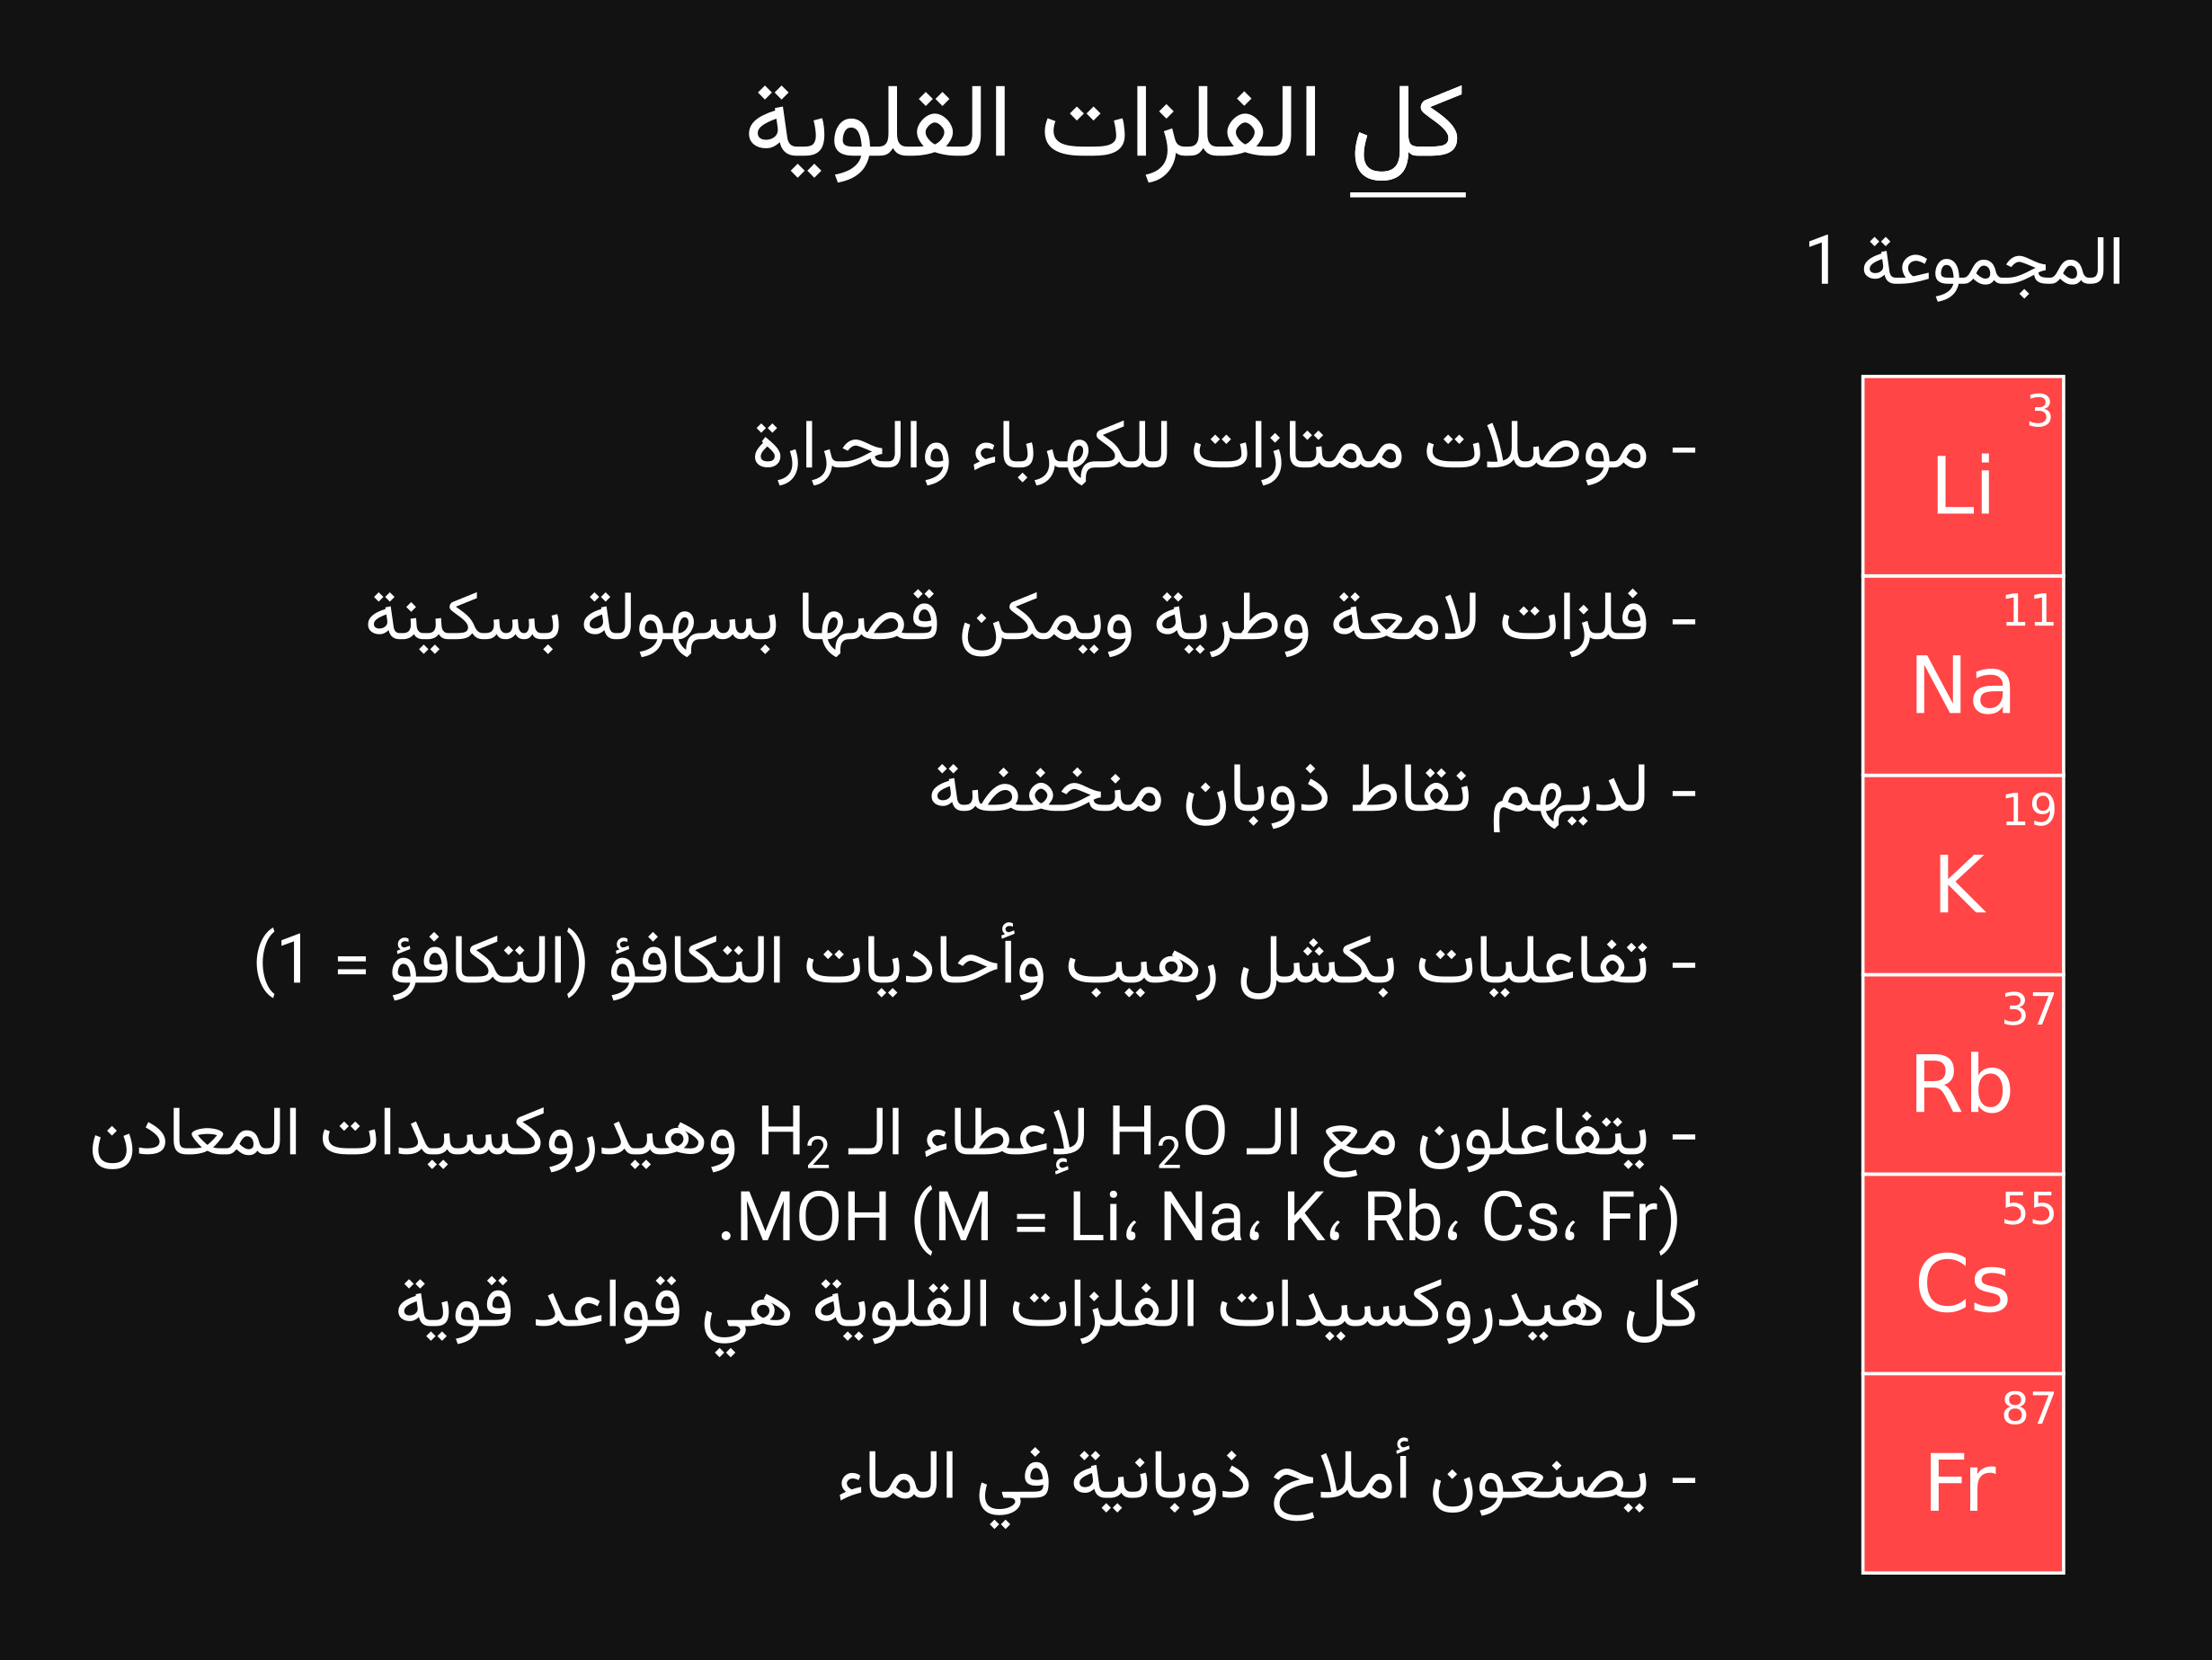 كل الفلزات القلوية
المجموعة 1
- موصلات ممتازات للكهرباء والحرارة
- فلزات لامعة وطرية ويمكن قطعها بسهولة بسكينة
- لديهم نقاط ذوبان منخفضة
- تفاعليات بكشل رهيب وأحاديات التكافؤ (التكافؤ = 1)
- يتفاعلون مع الـ H₂O لإعطاء الـ H₂ وهيدروكسيدات المعادن
MOH (M = Li، Na، K، Rb، Cs، Fr).
كل هيدروكسيدات الفلزات القلوية هي قواعد قوية
- يصنعون أملاح ذوبانية في الماء
3
Li
11
Na
19
K
37
Rb
55
Cs
87
Fr